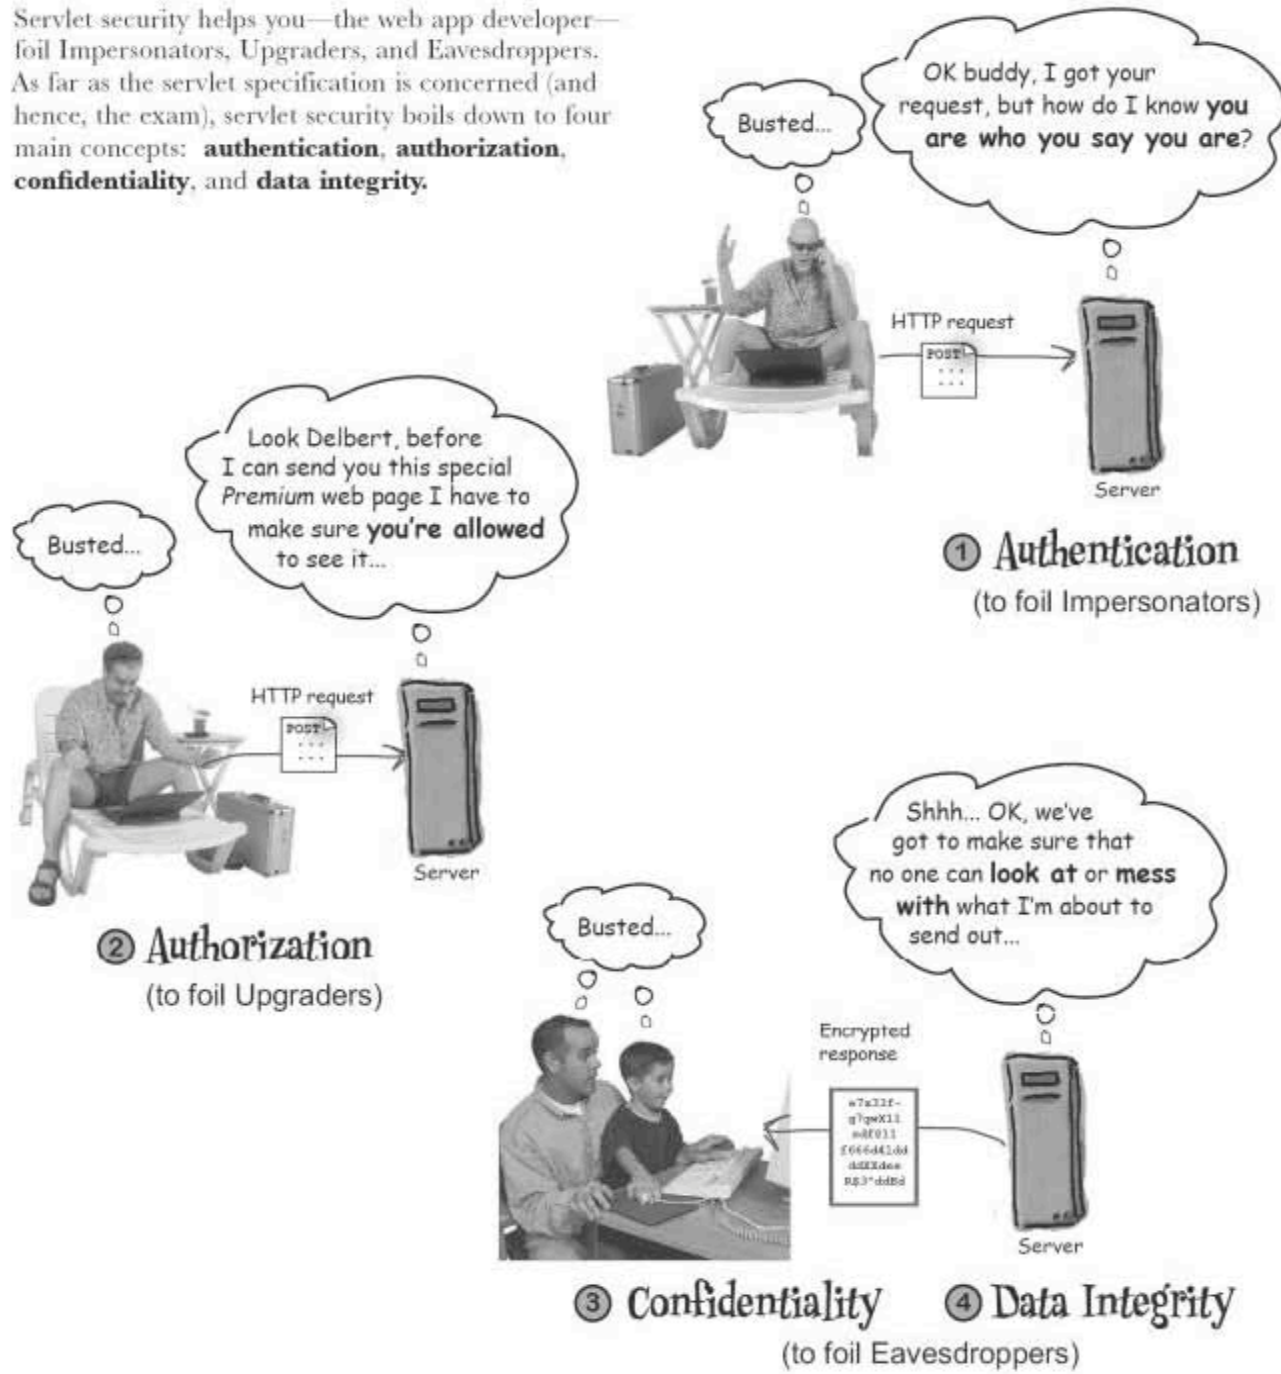 Servlet security helps you—the web app developer—
foil Impersonators, Upgraders, and Eavesdroppers.
As far as the servlet specification is concerned (and
hence, the exam), servlet security boils down to four
main concepts: authentication, authorization,
confidentiality, and data integrity.
Busted...
OK buddy, I got your
request, but how do I know you
are who you say you are?
HTTP request
POST
Server
1 Authentication
(to foil Impersonators)
Look Delbert, before
I can send you this special
Premium web page I have to
make sure you're allowed
to see it...
Busted...
HTTP request
POST
Server
2 Authorization
(to foil Upgraders)
Shhh... OK, we've
got to make sure that
no one can look at or mess
with what I'm about to
send out...
Busted...
Encrypted
response
Server
3 Confidentiality
4 Data Integrity
(to foil Eavesdroppers)